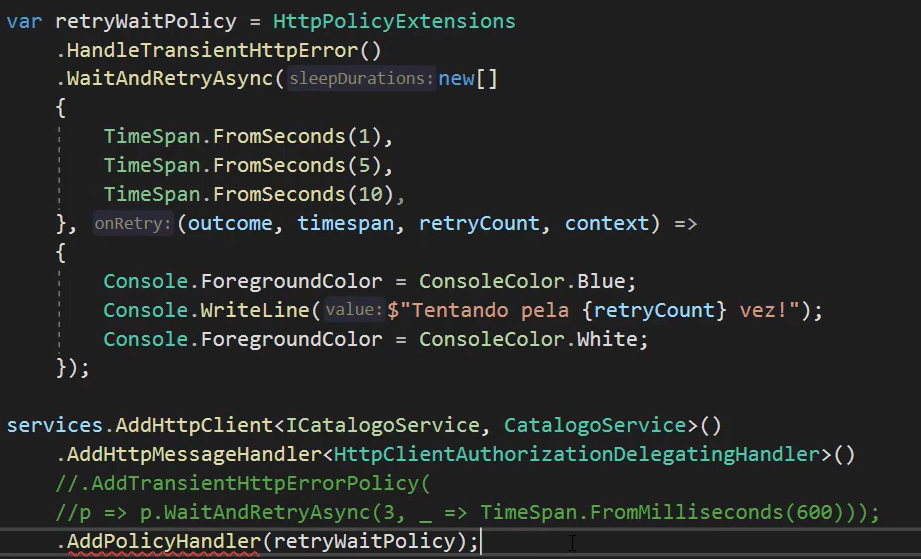 var retryWaitPolicy = HttpPolicyExtensions
    .HandleTransientHttpError()
    .WaitAndRetryAsync(sleepDurations: new[]
    {
        TimeSpan.FromSeconds(1),
        TimeSpan.FromSeconds(5),
        TimeSpan.FromSeconds(10),
    }, onRetry: (outcome, timespan, retryCount, context) =>
    {
        Console.ForegroundColor = ConsoleColor.Blue;
        Console.WriteLine(value: $"Tentando pela {retryCount} vez!");
        Console.ForegroundColor = ConsoleColor.White;
    });

services.AddHttpClient<ICatalogoService, CatalogoService>()
    .AddHttpMessageHandler<HttpClientAuthorizationDelegatingHandler>()
    //.AddTransientHttpErrorPolicy(
    //p => p.WaitAndRetryAsync(3, _ => TimeSpan.FromMilliseconds(600)));
    .AddPolicyHandler(retryWaitPolicy);